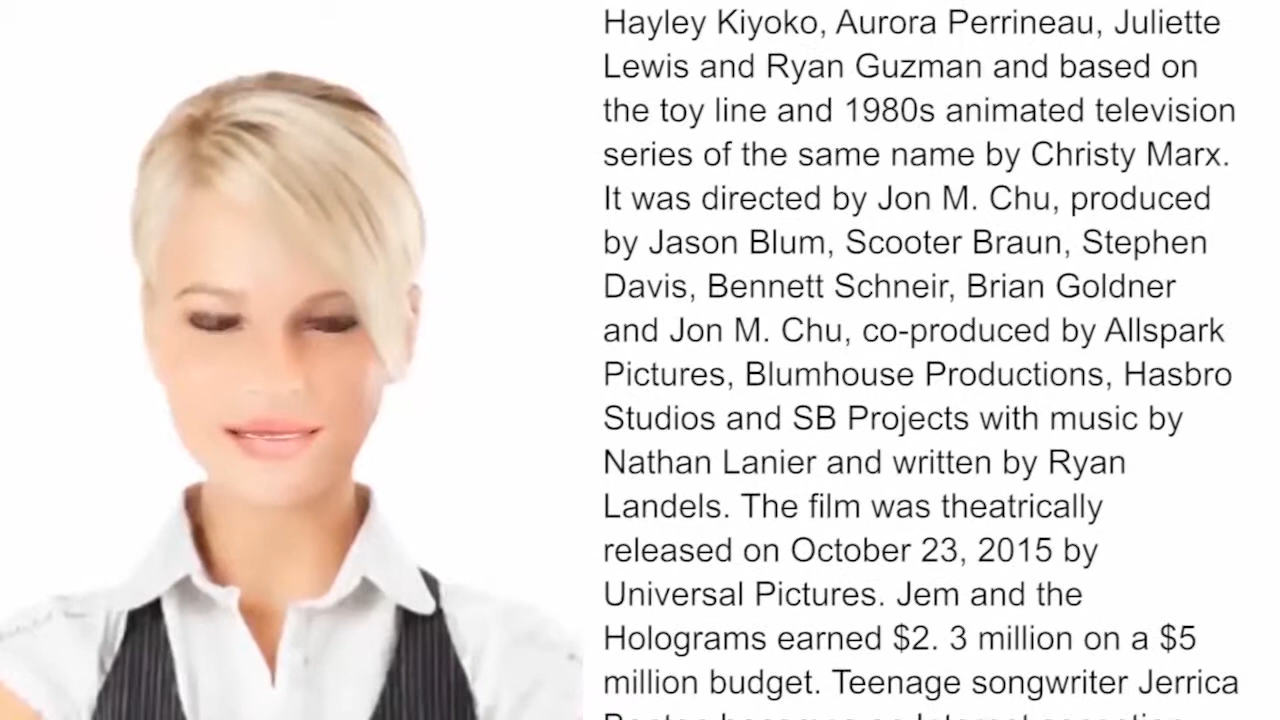 Hayley Kiyoko, Aurora Perrineau, Juliette
Lewis and Ryan Guzman and based on
the toy line and 1980s animated television
series of the same name by Christy Marx.
It was directed by Jon M. Chu, produced
by Jason Blum, Scooter Braun, Stephen
Davis, Bennett Schneir, Brian Goldner
and Jon M. Chu, co-produced by Allspark
Pictures, Blumhouse Productions, Hasbro
Studios and SB Projects with music by
Nathan Lanier and written by Ryan
Landels. The film was theatrically
released on October 23, 2015 by
Universal Pictures. Jem and the
Holograms earned $2. 3 million on a $5
million budget. Teenage songwriter Jerrica